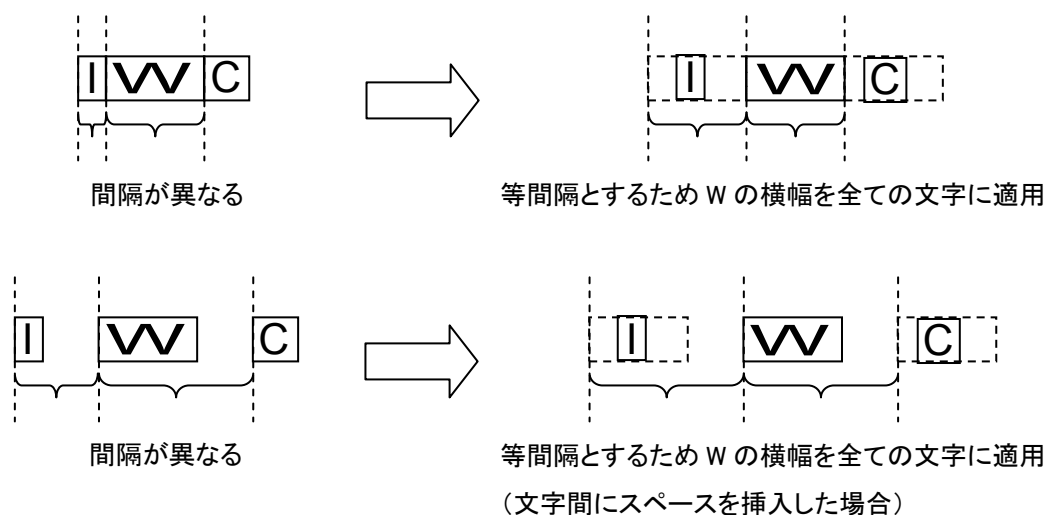 I W C
I W C
間隔が異なる
等間隔とするため W の横幅を全ての文字に適用
I W C
I W C
間隔が異なる
等間隔とするため W の横幅を全ての文字に適用
（文字間にスペースを挿入した場合）